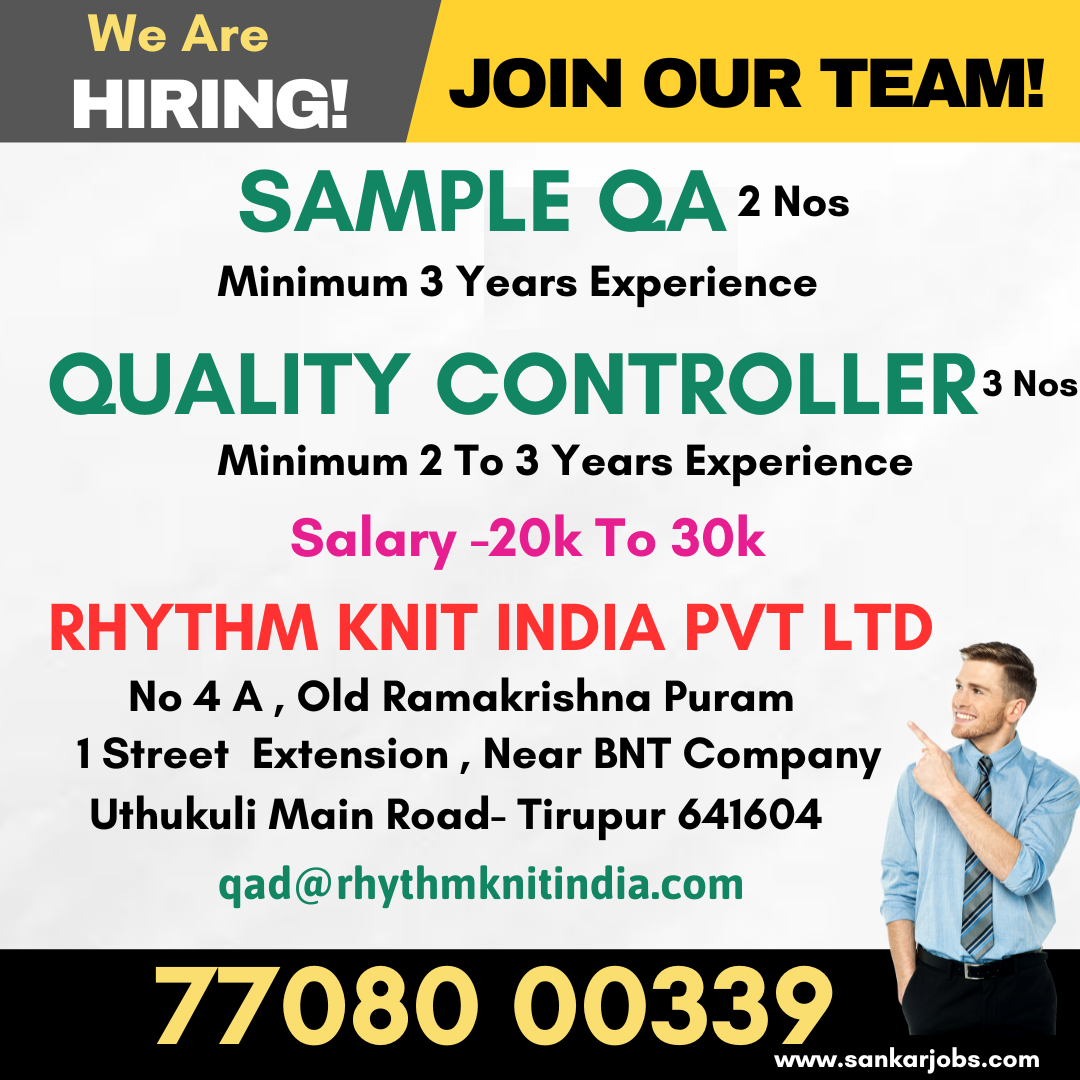 We Are
HIRING!
JOIN OUR TEAM!
SAMPLE QA 2 Nos
Minimum 3 Years Experience
QUALITY CONTROLLER 3 Nos
Minimum 2 To 3 Years Experience
Salary -20k To 30k
RHYTHM KNIT INDIA PVT LTD
No 4 A , Old Ramakrishna Puram
1 Street Extension , Near BNT Company
Uthukuli Main Road- Tirupur 641604
qad@rhythmknitindia.com
77080 00339
www.sankarjobs.com